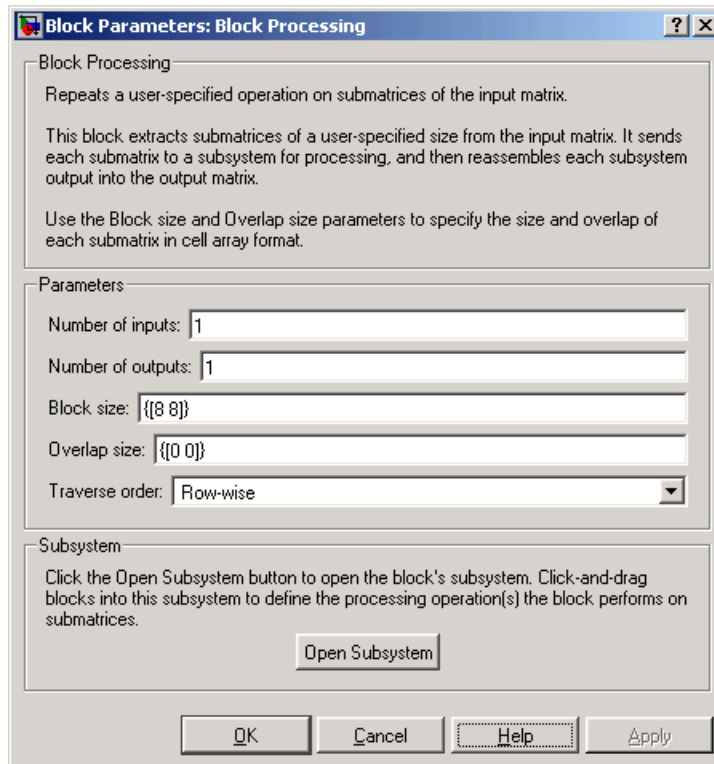 Block Parameters: Block Processing
Block Processing
Repeats a user-specified operation on submatrices of the input matrix.
This block extracts submatrices of a user-specified size from the input matrix. It sends
each submatrix to a subsystem for processing, and then reassembles each subsystem
output into the output matrix.
Use the Block size and Overlap size parameters to specify the size and overlap of
each submatrix in cell array format.
Parameters
Number of inputs: 1
Number of outputs: 1
Block size: {[8 8]}
Overlap size: {[0 0]}
Traverse order: Row-wise
Subsystem
Click the Open Subsystem button to open the block's subsystem. Click-and-drag
blocks into this subsystem to define the processing operation(s) the block performs on
submatrices.
Open Subsystem
OK Cancel Help Apply